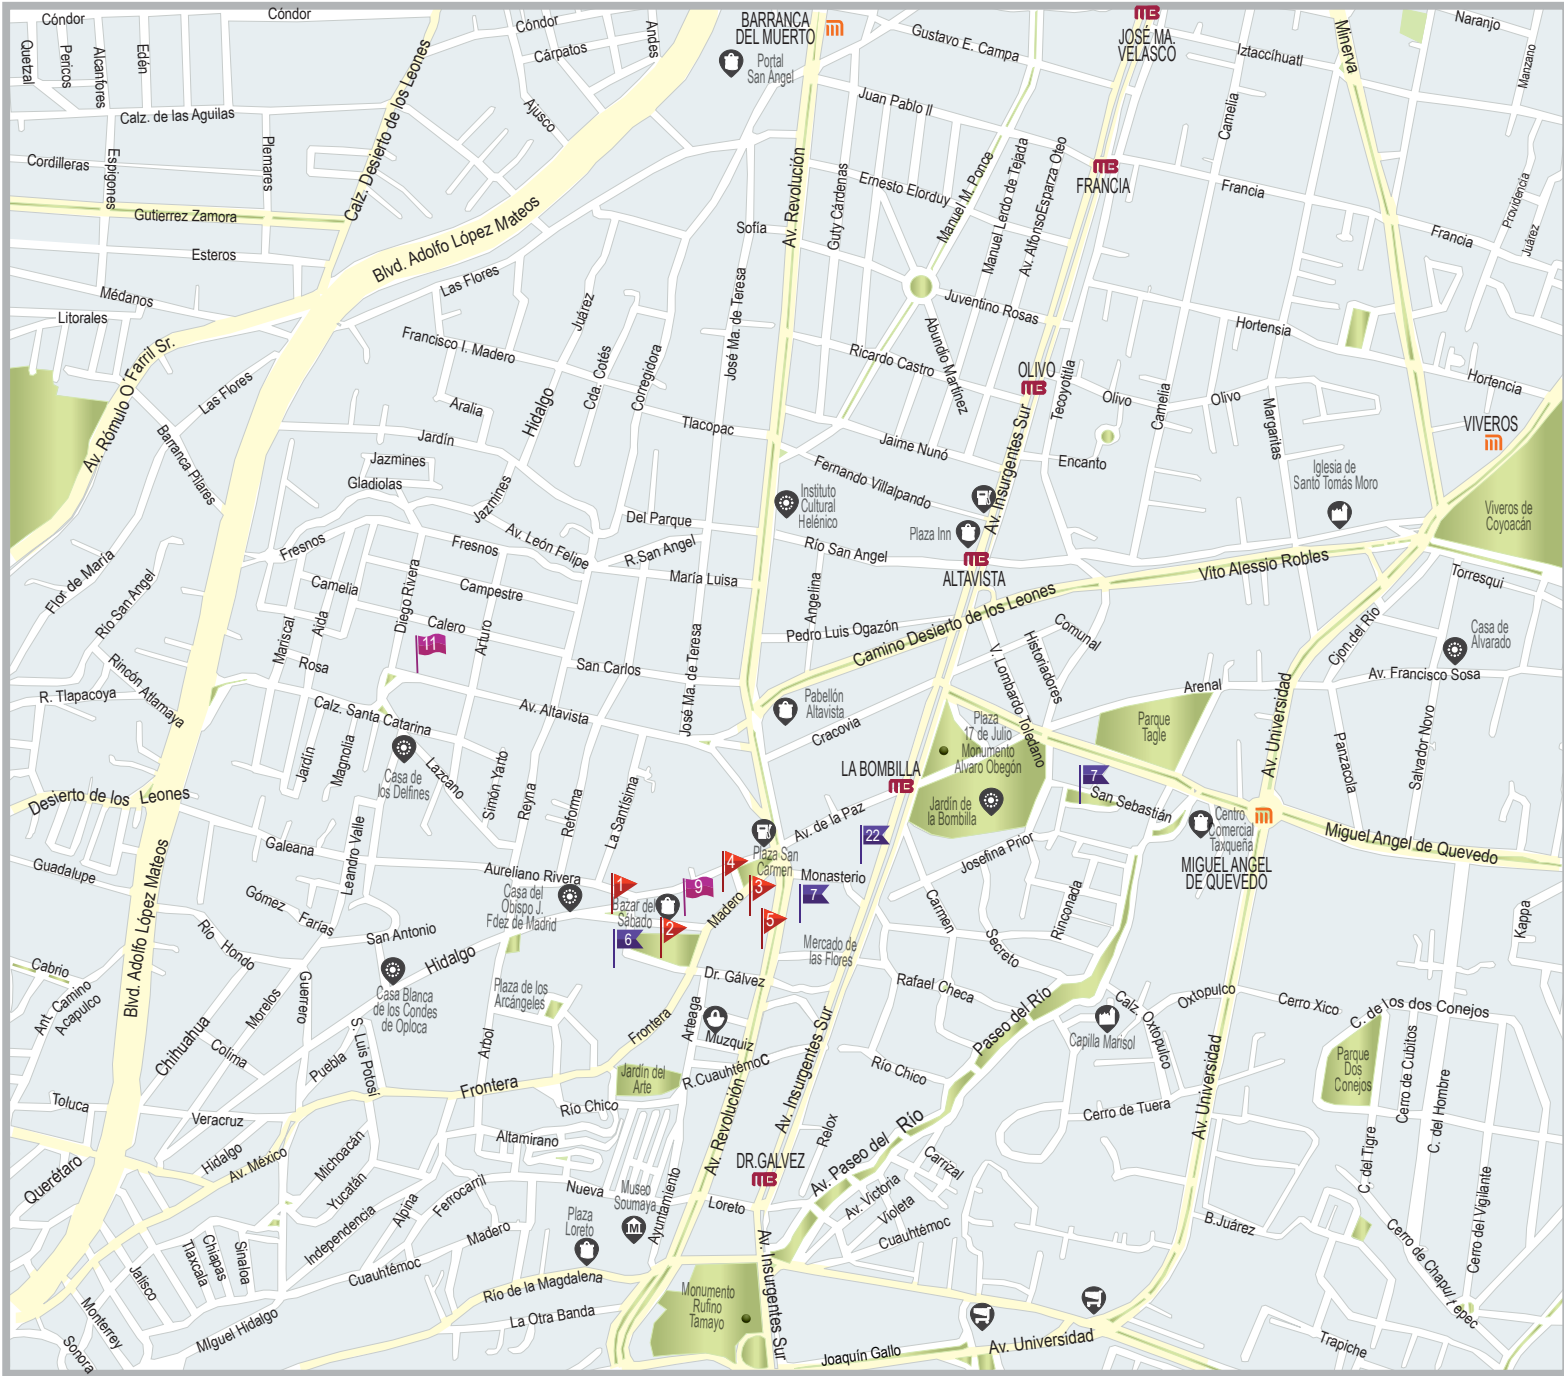 Cóndor
Cóndor
Cóndor
Andes
BARRANCA
DEL MUERTO
Gustavo E. Campa
JOSÉ MA.
VELASCO
Minerva
Naranjo
Quetzal
Pericos
Alcanfores
Edén
Cárpatos
Portal
San Angel
Iztaccíhuatl
Manzano
Calz. Desierto de los Leones
Ajusco
Juan Pablo II
Camelia
Calz. de las Aguilas
Cordilleras
Espigones
Plemares
Av. Revolución
Guty Cárdenas
Ernesto Elorduy
Manuel M. Ponce
Manuel Lerdo de Tejada
Av. AlfonsoEsparza Oteo
FRANCIA
Francia
Providencia
Juárez
Francia
Gutierrez Zamora
Esteros
Blvd. Adolfo López Mateos
Sofía
Las Flores
Médanos
Litorales
Juárez
José Ma. de Teresa
Juventino Rosas
Abundio Martínez
Hortensia
Francisco I. Madero
Av. Rómulo O´Farril Sr.
Las Flores
Cda. Cotés
Corregidora
Ricardo Castro
OLIVO
Tecoyotitla
Olivo
Camelia
Olivo
Hortencia
Margaritas
VIVEROS
Aralia
Hidalgo
Tlacopac
Jaime Nunó
Av. Insurgentes Sur
Encanto
Barranca Pilares
Jardín
Jazmines
Gladiolas
Jazmines
Fernando Villalpando
Iglesia de
Santo Tomás Moro
Instituto
Cultural
Helénico
Plaza Inn
Viveros de
Coyoacán
Del Parque
Av. León Felipe
R.San Angel
Río San Angel
ALTAVISTA
Vito Alessio Robles
Torresqui
Fresnos
Fresnos
María Luisa
Flor de María
Río San Angel
Camelia
Campestre
Diego Rivera
Aida
Mariscal
Calero
Arturo
Angelina
Pedro Luis Ogazón
Camino Desierto de los Leones
Comunal
Historiadores
V. Lombardo Toledano
Cjon.del Río
Casa de
Alvarado
11
Rincón Atlamaya
R. Tlapacoya
Rosa
San Carlos
José Ma. de Teresa
Arenal
Av. Universidad
Av. Francisco Sosa
Calz. Santa Catarina
Av. Altavista
Pabellón
Altavista
Cracovia
Plaza
17 de Julio
Monumento
Alvaro Obegón
Parque
Tagle
Panzacola
Salvador Novo
Jardín
Magnolia
Casa de
los Delfines
Lazcano
Simón Yarto
Reyna
Reforma
La Santísima
LA BOMBILLA
7
San Sebastián
Jardín de
la Bombilla
Desierto de los Leones
Av. de la Paz
22
Centro
Comercial
Taxqueña
Miguel Angel de Quevedo
Galeana
Leandro Valle
Plaza San
Carmen
Josefina Prior
MIGUEL ANGEL
DE QUEVEDO
Guadalupe
Aureliano Rivera
4
1
9
3
Monasterio
7
Casa del
Obispo J.
Fdez de Madrid
Bazar del
Sábado
Madero
Gómez Farías
San Antonio
Río Hondo
Hidalgo
6
2
5
Mercado de
las Flores
Carmen
Secreto
Rinconada
Kappa
Blvd. Adolfo López Mateos
Cabrio
Ant. Camino
Acapulco
Casa Blanca
de los Condes
de Oploca
Plaza de los
Arcángeles
Dr. Gálvez
Rafael Checa
Paseo del Río
Calz. Oxtopulco
Oxtopulco
Cerro Xico
C. de los dos Conejos
Guerrero
Morelos
Chihuahua
Colima
Puebla
S. Luis Potosí
Arbol
Frontera
Arteaga
Muzquiz
Capilla Marisol
Parque
Dos
Conejos
Cerro de Cubitos
C. del Hombre
Frontera
Jardín del
Arte
R.Cuauhtémoc
Río Chico
Av. Insurgentes Sur
Toluca
Veracruz
Río Chico
Av. Revolución
Relox
Av. Paseo del Río
Cerro de Tuera
Av. Universidad
Altamirano
Hidalgo
Av. México
Michoacán
Querétaro
DR.GALVEZ
Carrizal
C. del Tigre
Yucatán
Alpina
Ferrocarril
Nueva
Museo
Soumaya
Ayuntamiento
Loreto
Av. Victoria
Violeta
Cuauhtémoc
B.Juárez
Cerro del Vigilante
Cerro de Chapultepec
Independencia
Madero
Plaza
Loreto
Tlaxcala
Chiapas
Sinaloa
Jalisco
Cuauhtémoc
Río de la Magdalena
Av. Insurgentes Sur
Monumento
Rufino
Tamayo
Monterrey
Sonora
MIguel Hidalgo
La Otra Banda
Joaquín Gallo
Av. Universidad
Trapiche